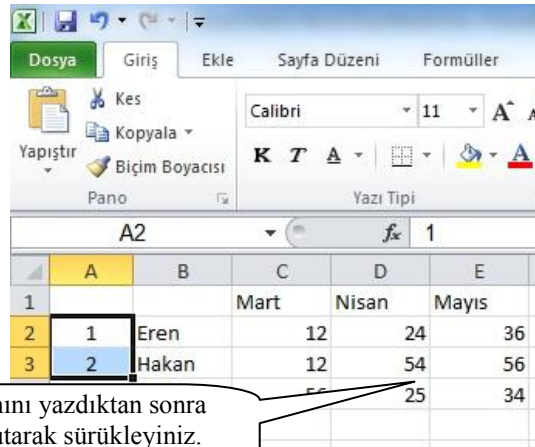 Dosya Giriş Ekle Sayfa Düzeni Formüller
Kes
Kopyala
Biçim Boyacısı
Yapıştır
Calibri 11 A
K T A A
Pano Yazı Tipi
A2 fx 1
A B C D E
1 Mart Nisan Mayıs
2 1 Eren 12 24 36
3 2 Hakan 12 54 56
25 34
yazdıktan sonra
sürükleyiniz.